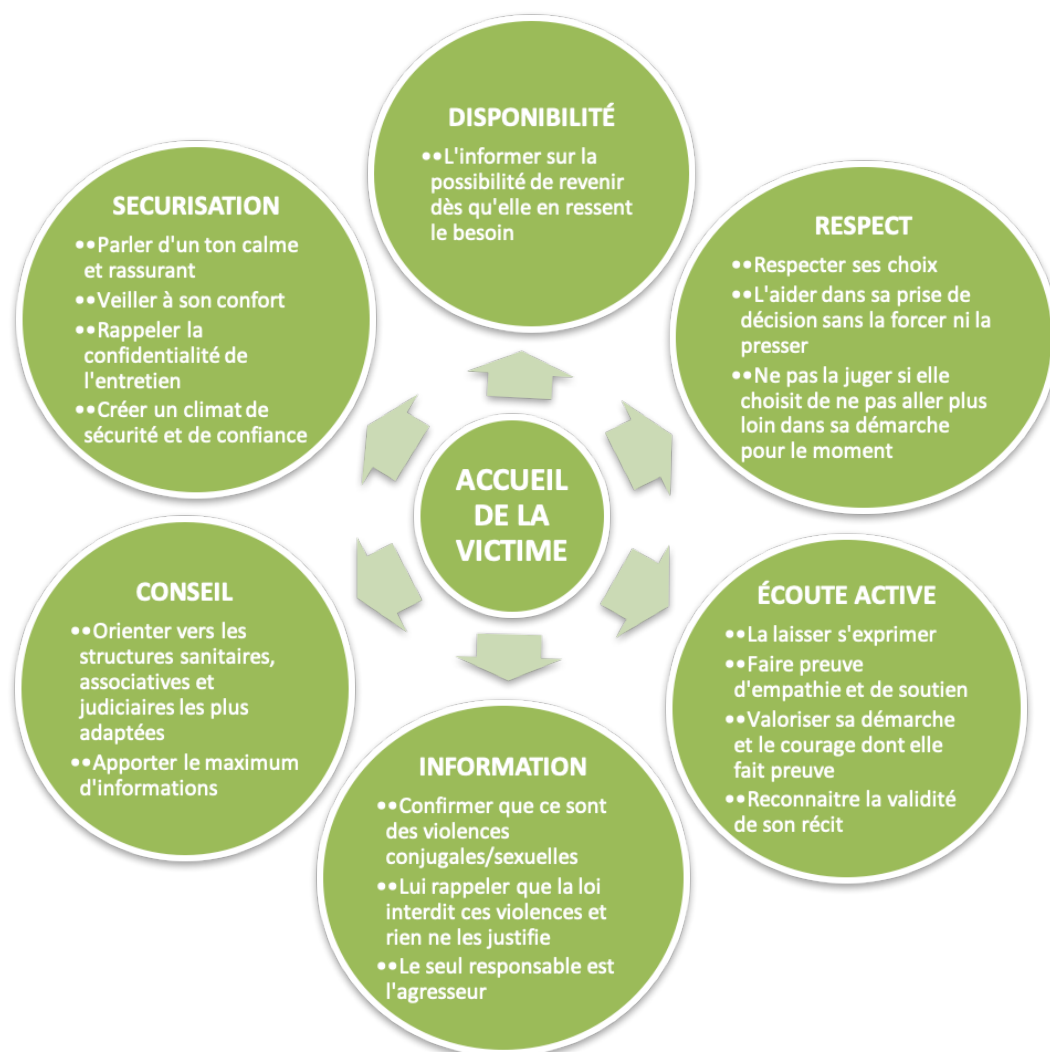 DISPONIBILITÉ
••L'informer sur la
possibilité de revenir
dès qu'elle en ressent
le besoin
RESPECT
••Respecter ses choix
••L'aider dans sa prise de
décision sans la forcer ni la
presser
••Ne pas la juger si elle
choisit de ne pas aller plus
loin dans sa démarche
pour le moment
ÉCOUTE ACTIVE
••La laisser s'exprimer
••Faire preuve
d'empathie et de soutien
••Valoriser sa démarche
et le courage dont elle
fait preuve
••Reconnaitre la validité
de son récit
INFORMATION
••Confirmer que ce sont
des violences
conjugales/sexuelles
••Lui rappeler que la loi
interdit ces violences et
rien ne les justifie
••Le seul responsable est
l'agresseur
CONSEIL
••Orienter vers les
structures sanitaires,
associatives et
judiciaires les plus
adaptées
••Apporter le maximum
d'informations
SECURISATION
••Parler d'un ton calme
et rassurant
••Veiller à son confort
••Rappeler la
confidentialité de
l'entretien
••Créer un climat de
sécurité et de confiance
ACCUEIL
DE LA
VICTIME